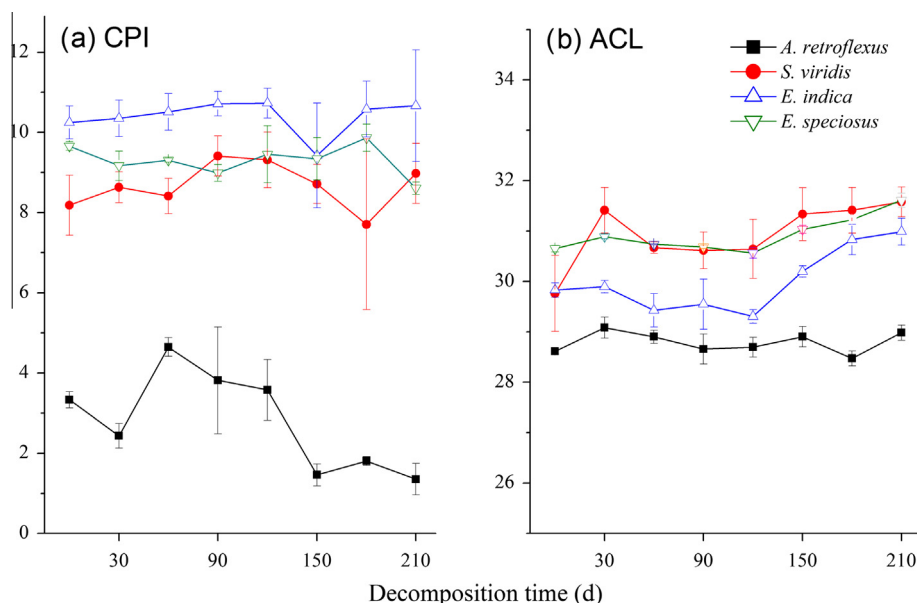 (a) CPI
12
10
8
6
4
2
0
30
90
150
210
(b) ACL
A. retroflexus
S. viridis
E. indica
E. speciosus
34
32
30
28
26
30
90
150
210
Decomposition time (d)